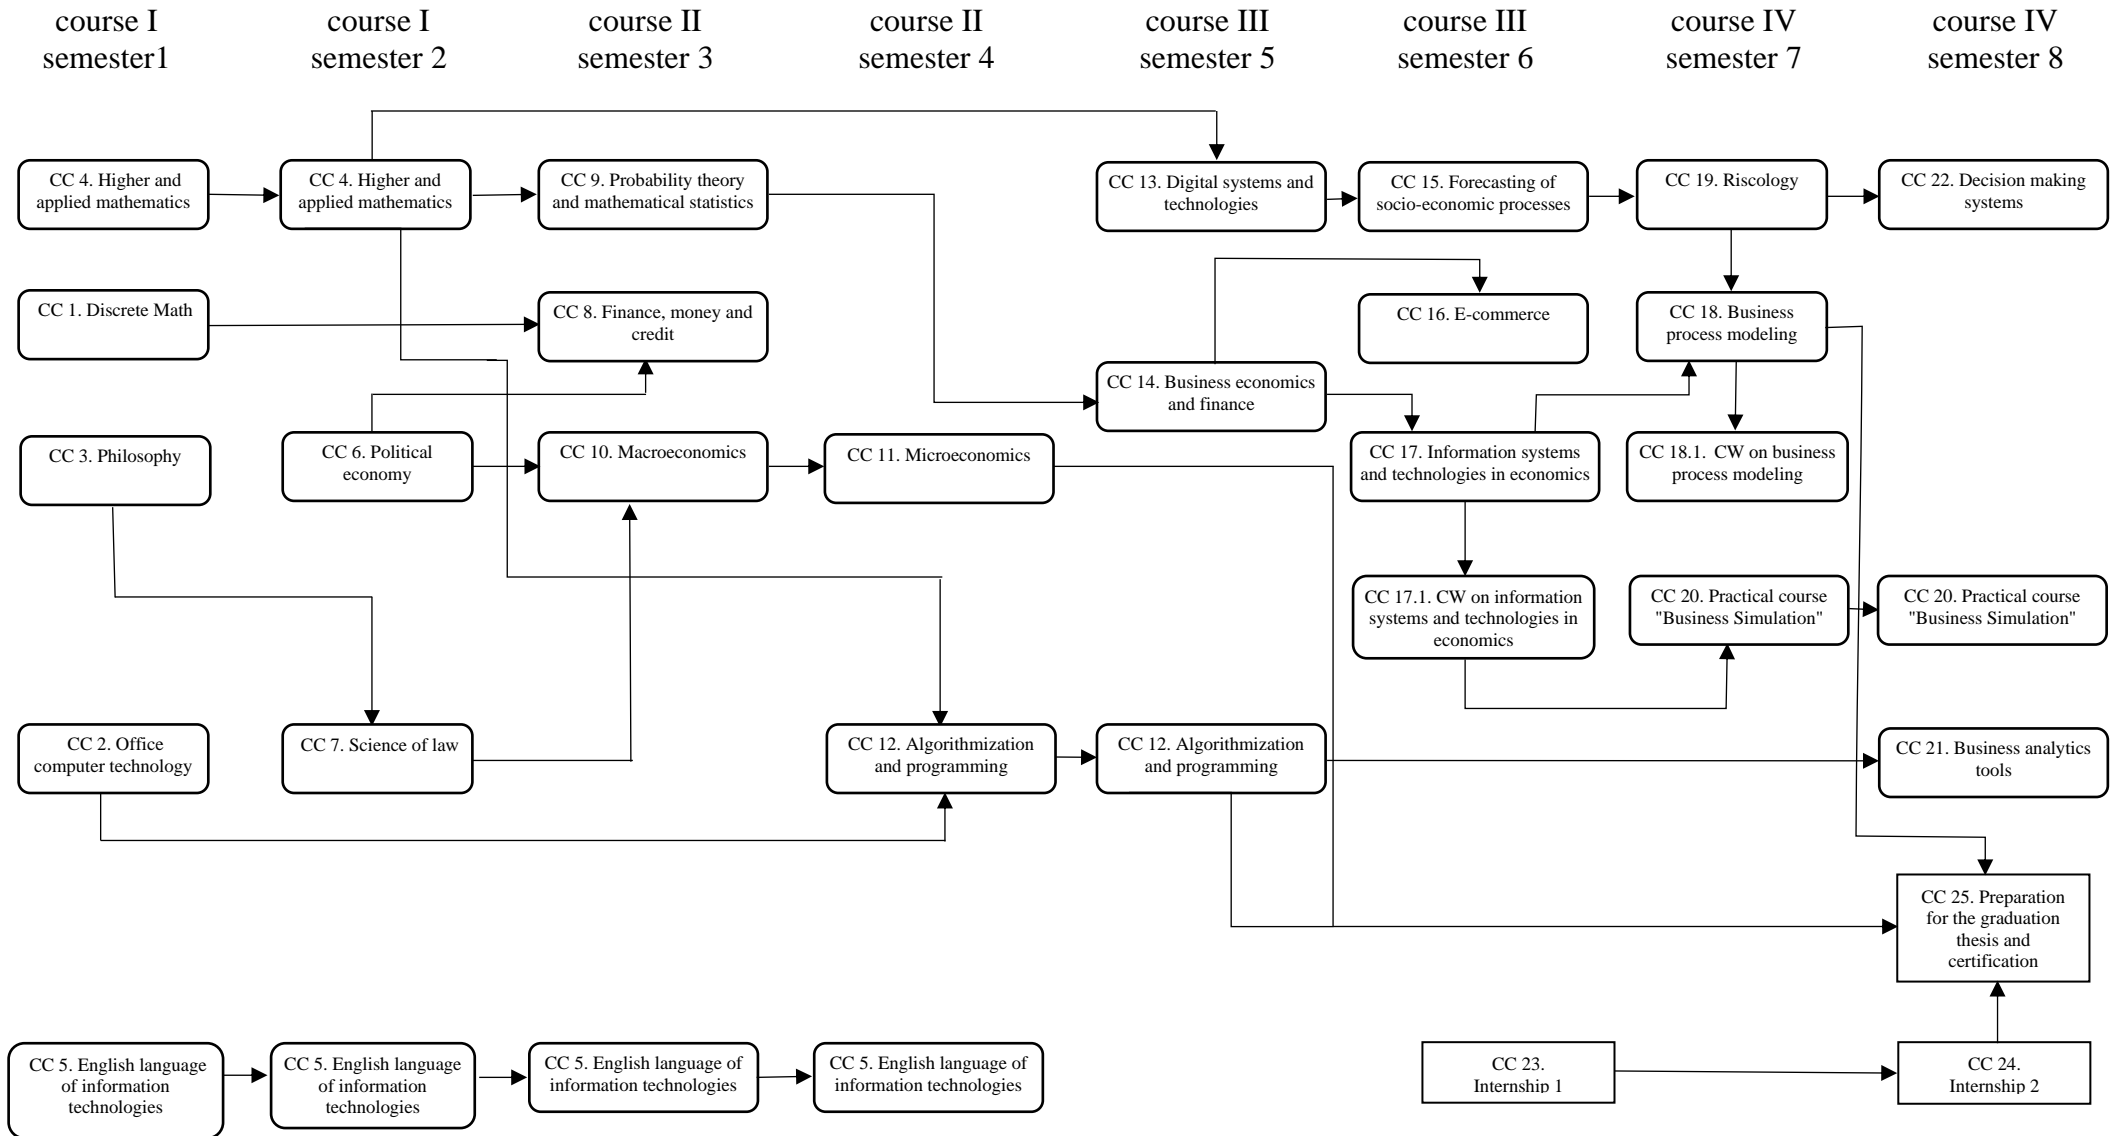 course I
semester1
course I
semester 2
course II
semester 3
course II
semester 4
course III
semester 5
course III
semester 6
course IV
semester 7
course IV
semester 8
CC 4. Higher and
applied mathematics
CC 4. Higher and
applied mathematics
CC 9. Probability theory
and mathematical statistics
CC 13. Digital systems and
technologies
CC 15. Forecasting of
socio-economic processes
CC 19. Riscology
CC 22. Decision making
systems
CC 1. Discrete Math
CC 8. Finance, money and
credit
CC 16. E-commerce
CC 18. Business
process modeling
CC 14. Business economics
and finance
CC 3. Philosophy
CC 6. Political
economy
CC 10. Macroeconomics
CC 11. Microeconomics
CC 17. Information systems
and technologies in economics
CC 18.1. CW on business
process modeling
CC 17.1. CW on information
systems and technologies in
economics
CC 20. Practical course
"Business Simulation"
CC 20. Practical course
"Business Simulation"
CC 2. Office
computer technology
CC 7. Science of law
CC 12. Algorithmization
and programming
CC 12. Algorithmization
and programming
CC 21. Business analytics
tools
CC 25. Preparation
for the graduation
thesis and
certification
CC 5. English language
of information
technologies
CC 5. English language
of information
technologies
CC 5. English language of
information technologies
CC 5. English language of
information technologies
CC 23.
Internship 1
CC 24.
Internship 2